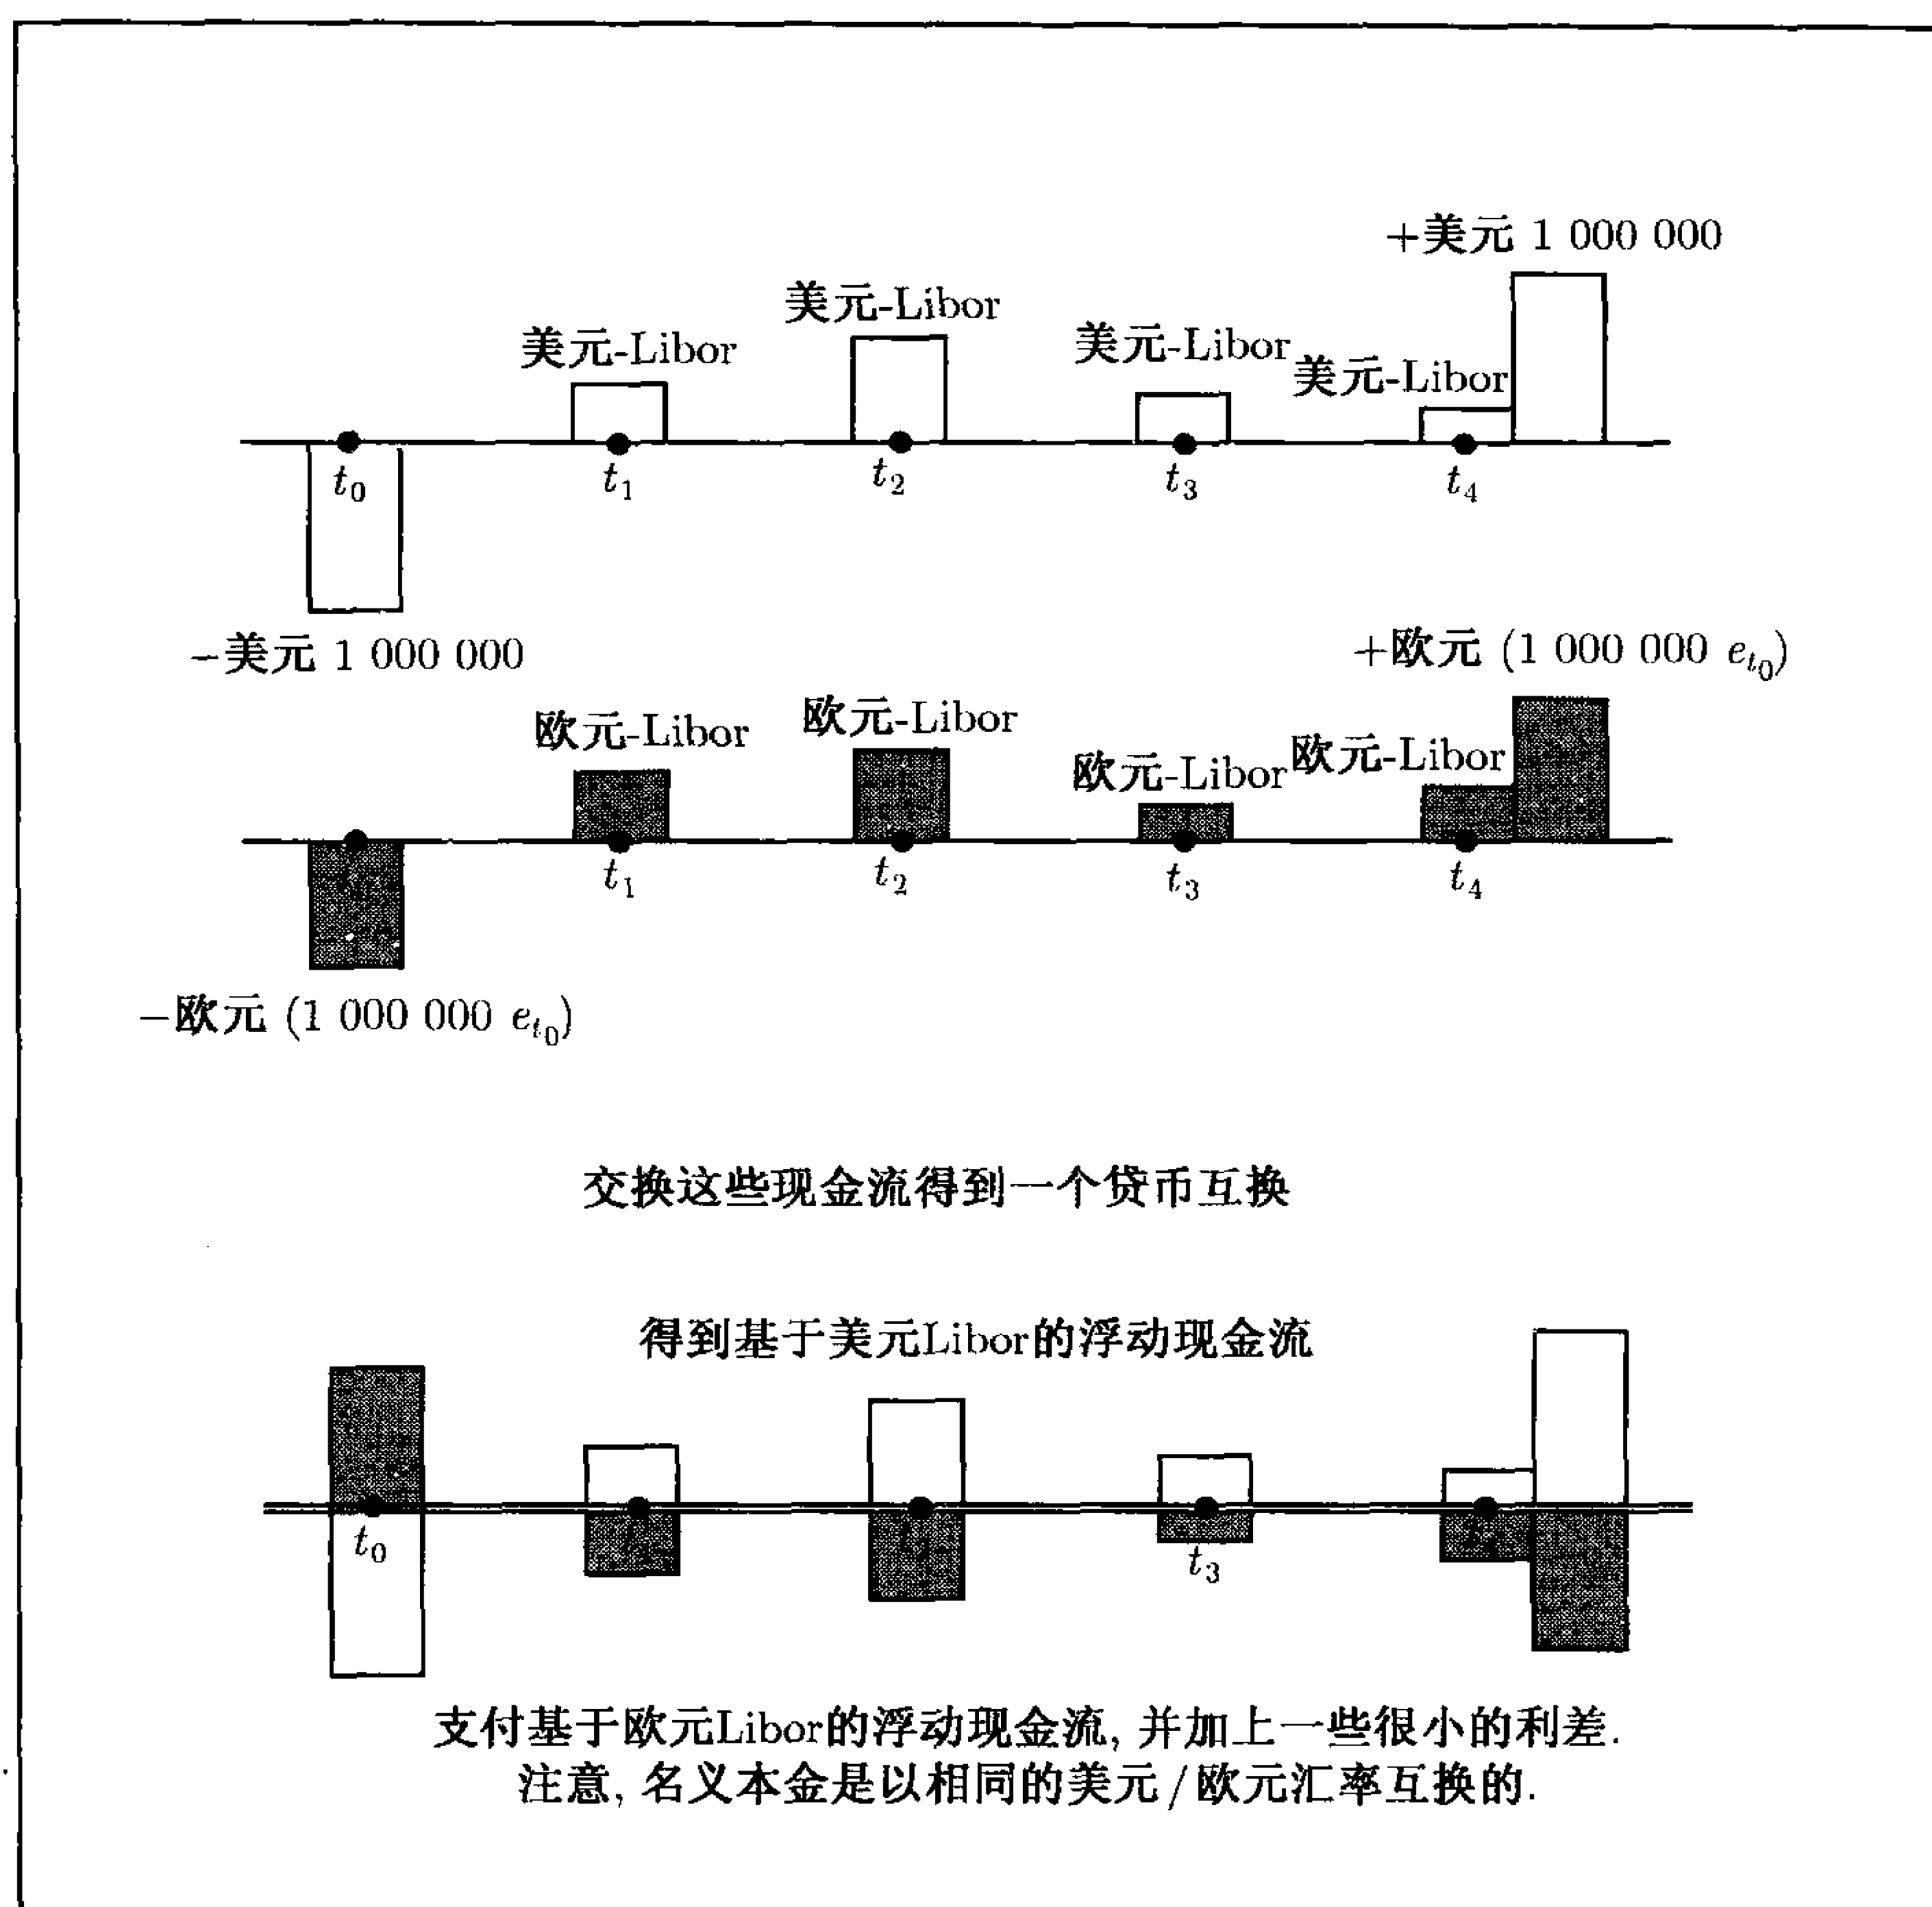 +美元 1 000 000
美元-Libor
美元-Libor
美元-Libor
美元-Libor
t₀
t₁
t₂
t₃
t₄
−美元 1 000 000
+欧元 (1 000 000 e_{t₀})
欧元-Libor
欧元-Libor
欧元-Libor
欧元-Libor
t₁
t₂
t₃
t₄
−欧元 (1 000 000 e_{t₀})
交换这些现金流得到一个贷币互换
得到基于美元Libor的浮动现金流
t₀
t₃
支付基于欧元Libor的浮动现金流, 并加上一些很小的利差.
注意, 名义本金是以相同的美元/欧元汇率互换的.